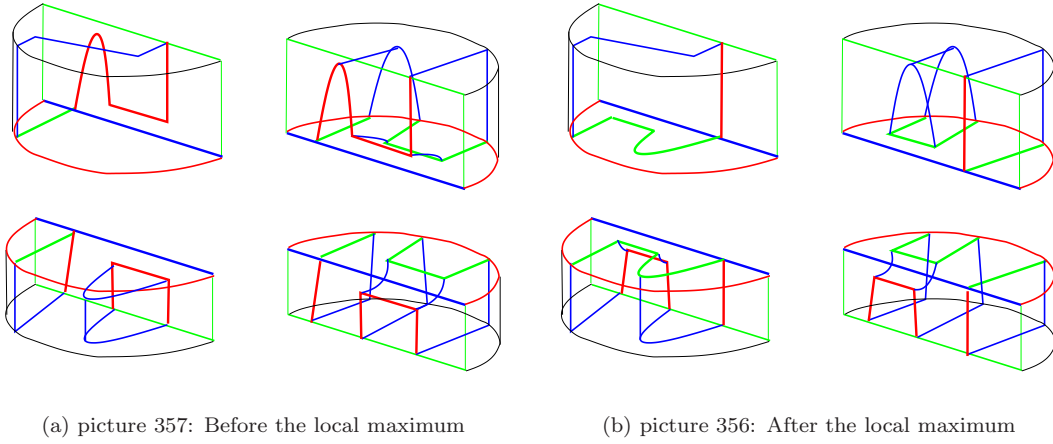 (a) picture 357: Before the local maximum
(b) picture 356: After the local maximum